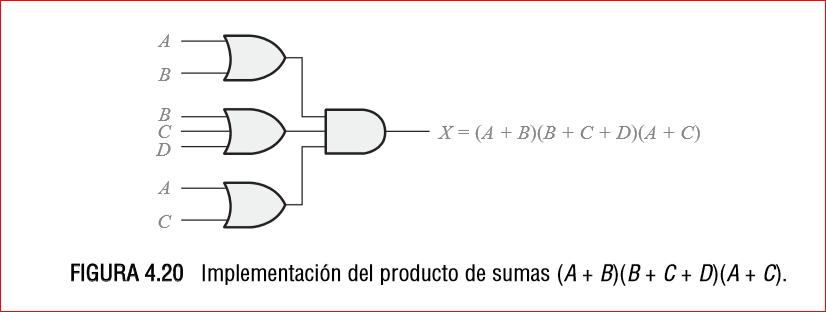 A
B
B
C
D
X = (A + B)(B + C + D)(A + C)
A
C
FIGURA 4.20 Implementación del producto de sumas (A + B)(B + C + D)(A + C).